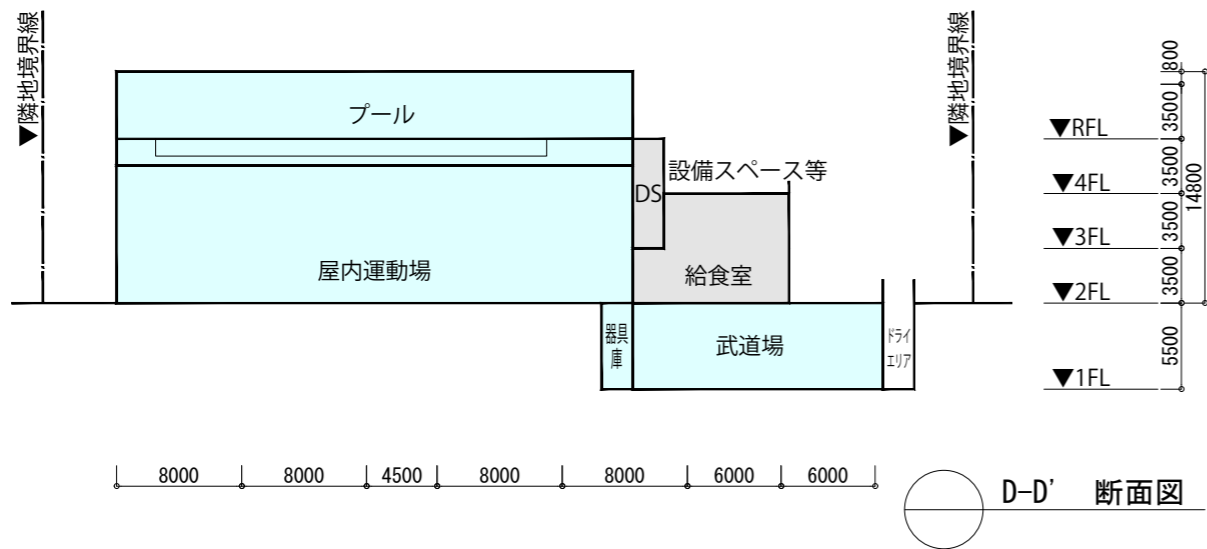 ▼隣地境界線
▼隣地境界線
プール
設備スペース等
DS
屋内運動場
給食室
器具
庫
武道場
ドライ
エリア
▼RFL
▼4FL
▼3FL
▼2FL
▼1FL
800
3500
3500
3500
3500
14800
5500
8000 8000 4500 8000 8000 6000 6000
D-D' 断面図